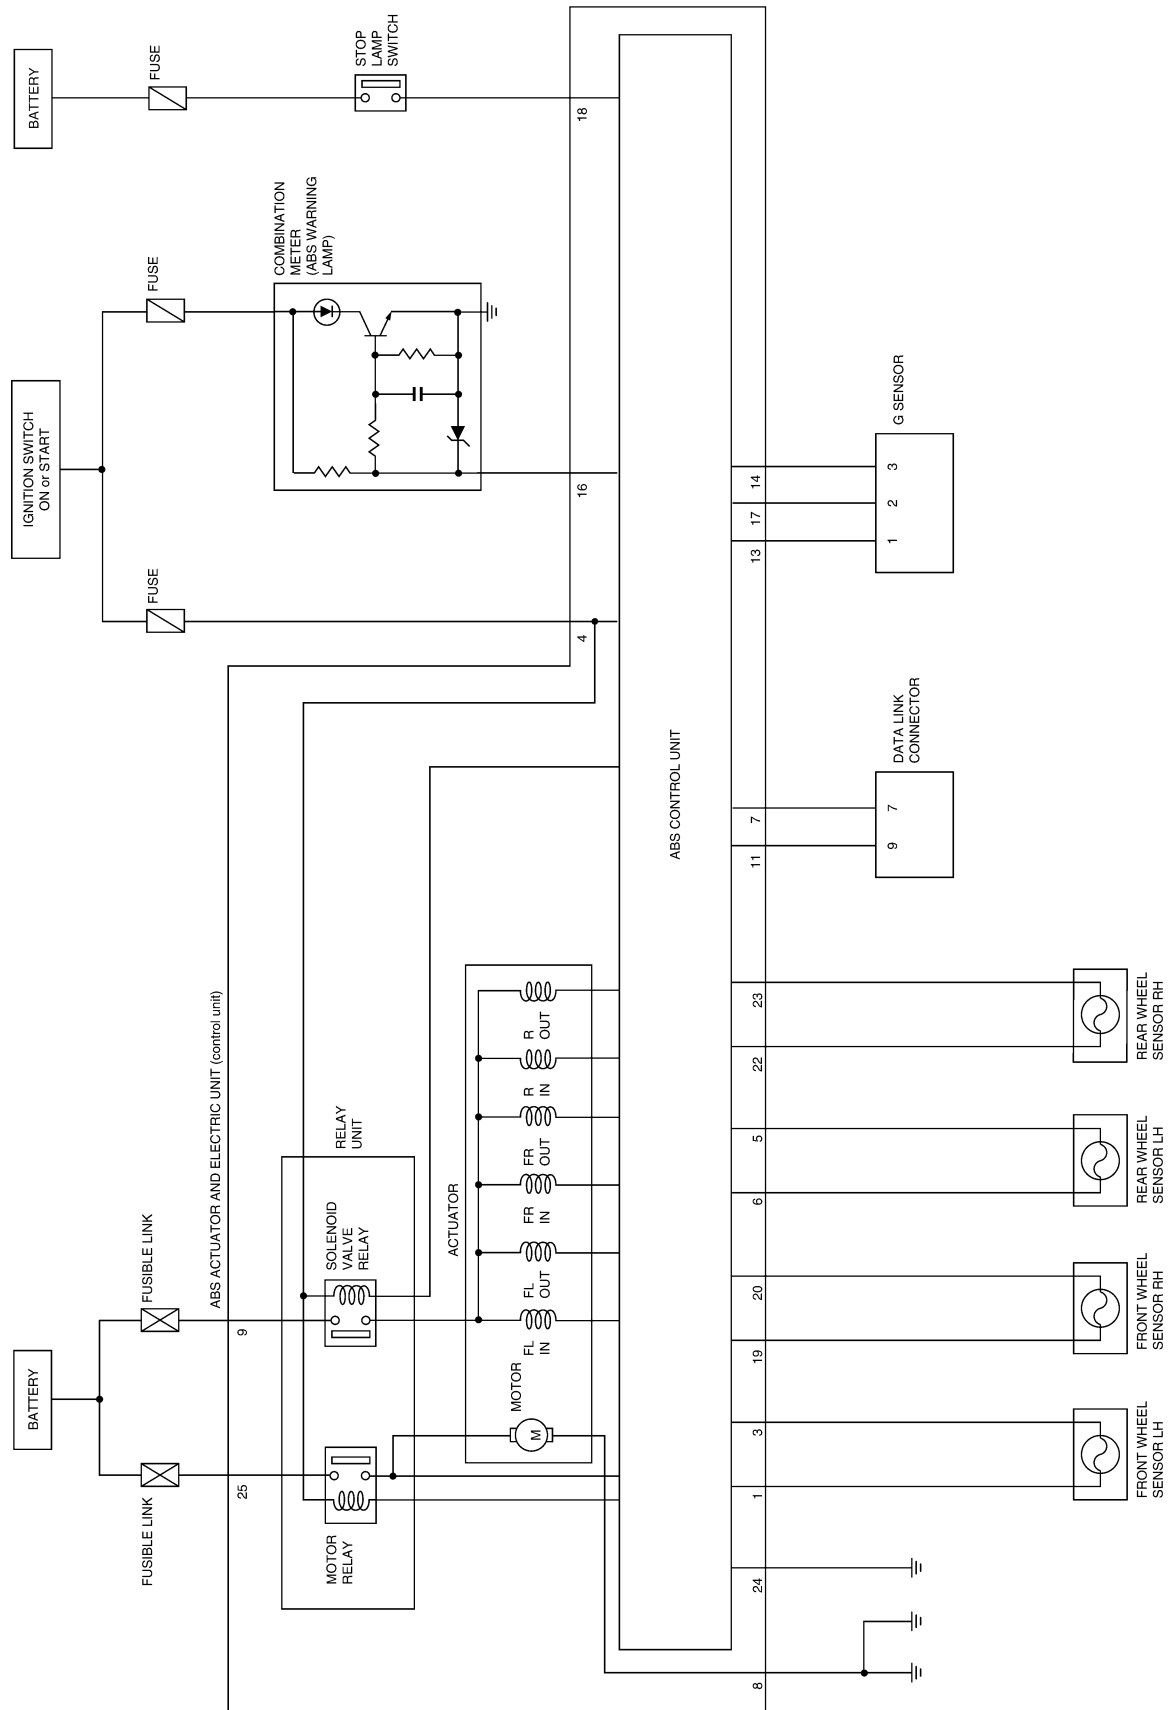 BATTERY
IGNITION SWITCH
ON or START
BATTERY
FUSIBLE LINK
FUSIBLE LINK
FUSE
FUSE
FUSE
ABS ACTUATOR AND ELECTRIC UNIT (control unit)
25
9
COMBINATION
METER
(ABS WARNING
LAMP)
MOTOR
RELAY
SOLENOID
VALVE
RELAY
RELAY
UNIT
STOP
LAMP
SWITCH
ACTUATOR
MOTOR
M
FL
IN
FL
OUT
FR
IN
FR
OUT
R
IN
R
OUT
4
16
18
ABS CONTROL UNIT
8
24
1
3
19
20
6
5
22
23
11
7
13
17
14
9
7
1
2
3
DATA LINK
CONNECTOR
G SENSOR
FRONT WHEEL
SENSOR LH
FRONT WHEEL
SENSOR RH
REAR WHEEL
SENSOR LH
REAR WHEEL
SENSOR RH